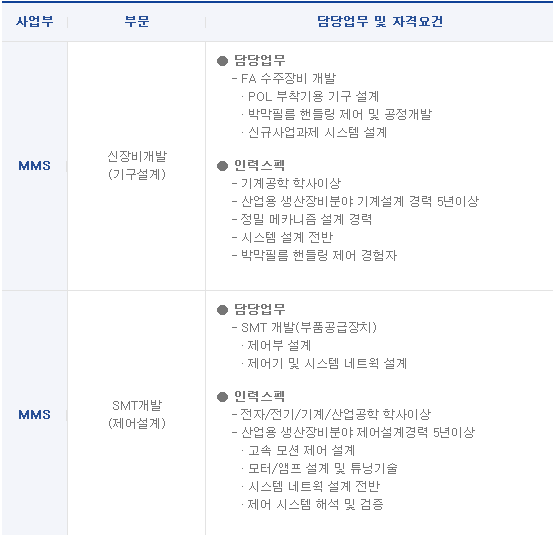 사업부 부문 담당업무 및 자격요건
MMS
신장비개발
(기구설계)
● 담당업무
- FA 수주장비 개발
· POL 부착기용 기구 설계
· 박막필름 핸들링 제어 및 공정개발
· 신규사업과제 시스템 설계
● 인력스펙
- 기계공학 학사이상
- 산업용 생산장비분야 기계설계 경력 5년이상
- 정밀 메카니즘 설계 경력
- 시스템 설계 전반
- 박막필름 핸들링 제어 경험자
MMS
SMT개발
(제어설계)
● 담당업무
- SMT 개발(부품공급장치)
· 제어부 설계
· 제어기 및 시스템 네트웍 설계
● 인력스펙
- 전자/전기/기계/산업공학 학사이상
- 산업용 생산장비분야 제어설계경력 5년이상
· 고속 모션 제어 설계
· 모터/앰프 설계 및 튜닝기술
· 시스템 네트웍 설계 전반
· 제어 시스템 해석 및 검증